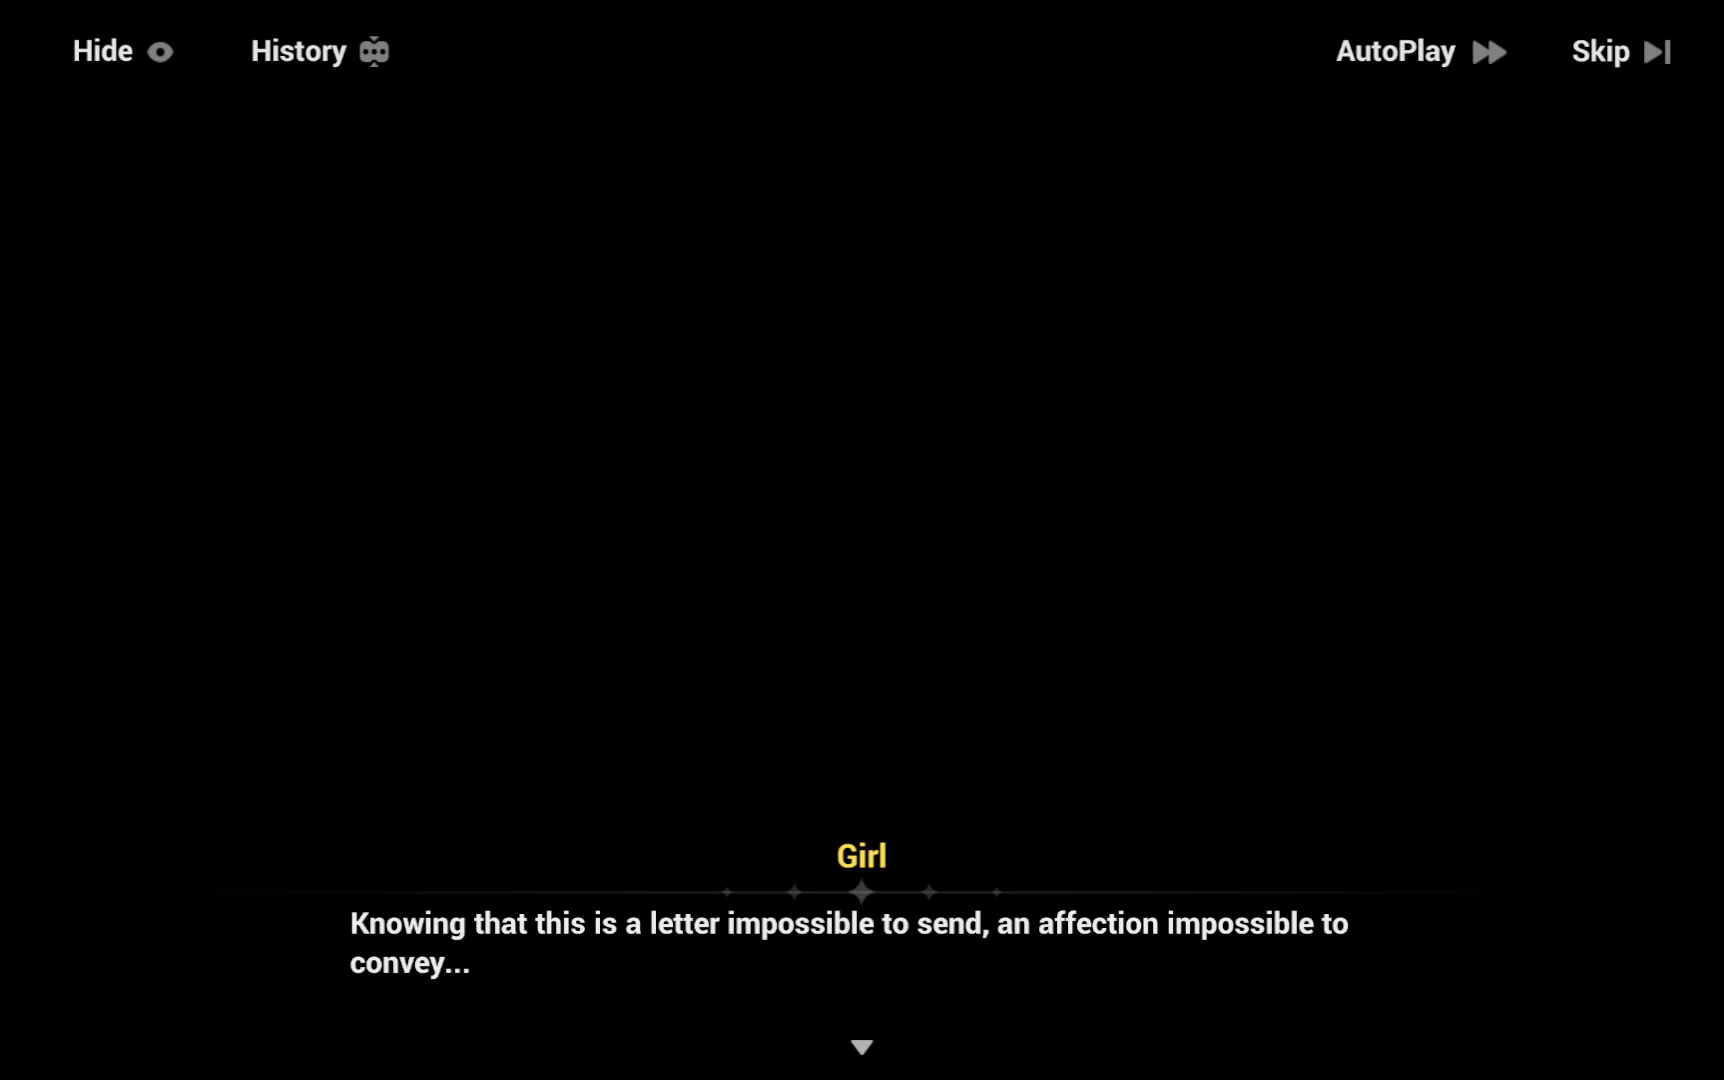 Hide
History
AutoPlay
Skip
Girl
Knowing that this is a letter impossible to send, an affection impossible to
convey...